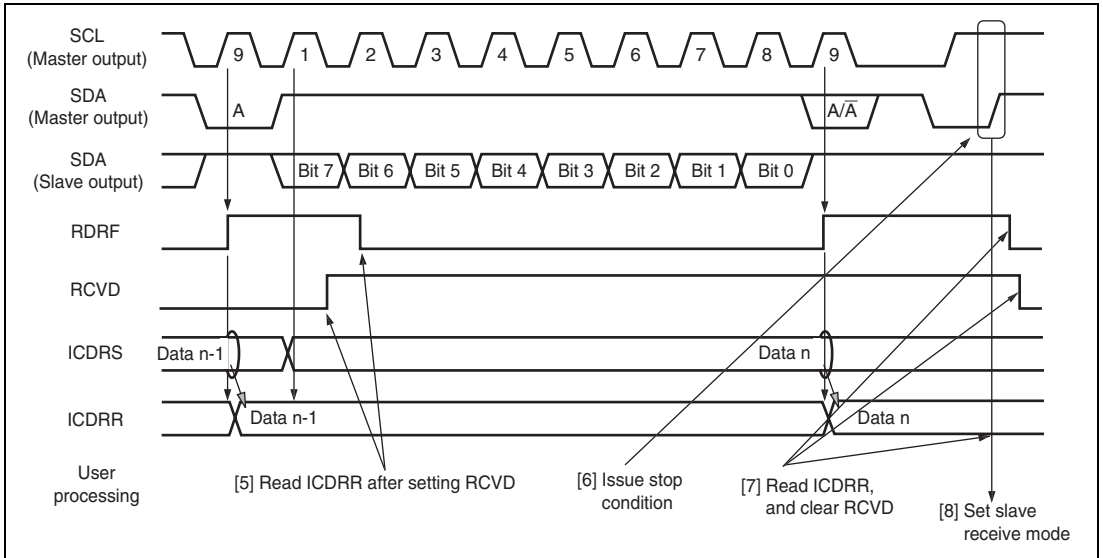 SCL
(Master output)
9 1 2 3 4 5 6 7 8 9
SDA
(Master output)
A A/A̅
SDA
(Slave output)
Bit 7 Bit 6 Bit 5 Bit 4 Bit 3 Bit 2 Bit 1 Bit 0
RDRF
RCVD
ICDRS
Data n-1 Data n
ICDRR
Data n-1 Data n
User
processing
[5] Read ICDRR after setting RCVD
[6] Issue stop
condition
[7] Read ICDRR,
and clear RCVD
[8] Set slave
receive mode